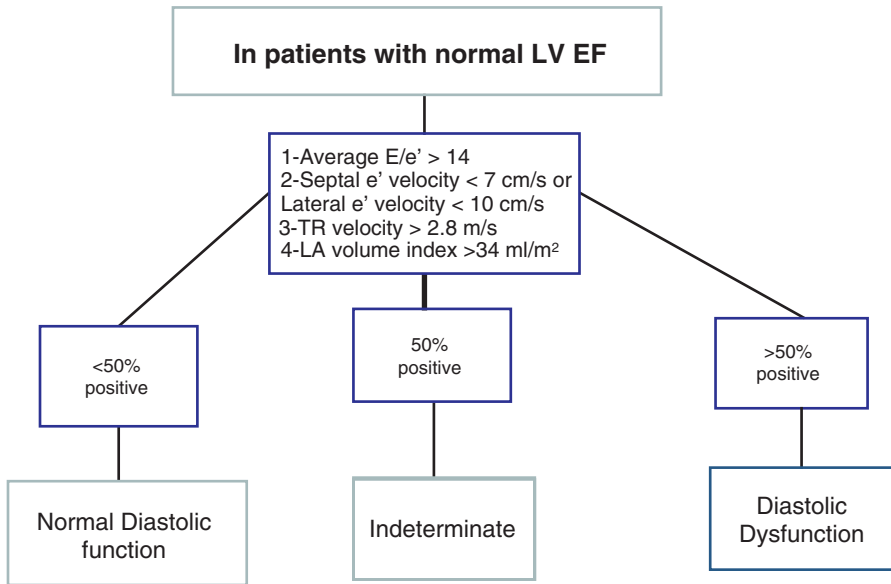 In patients with normal LV EF
1-Average E/e’ > 14
2-Septal e’ velocity < 7 cm/s or
Lateral e’ velocity < 10 cm/s
3-TR velocity > 2.8 m/s
4-LA volume index >34 ml/m²
<50%
positive
50%
positive
>50%
positive
Normal Diastolic
function
Indeterminate
Diastolic
Dysfunction